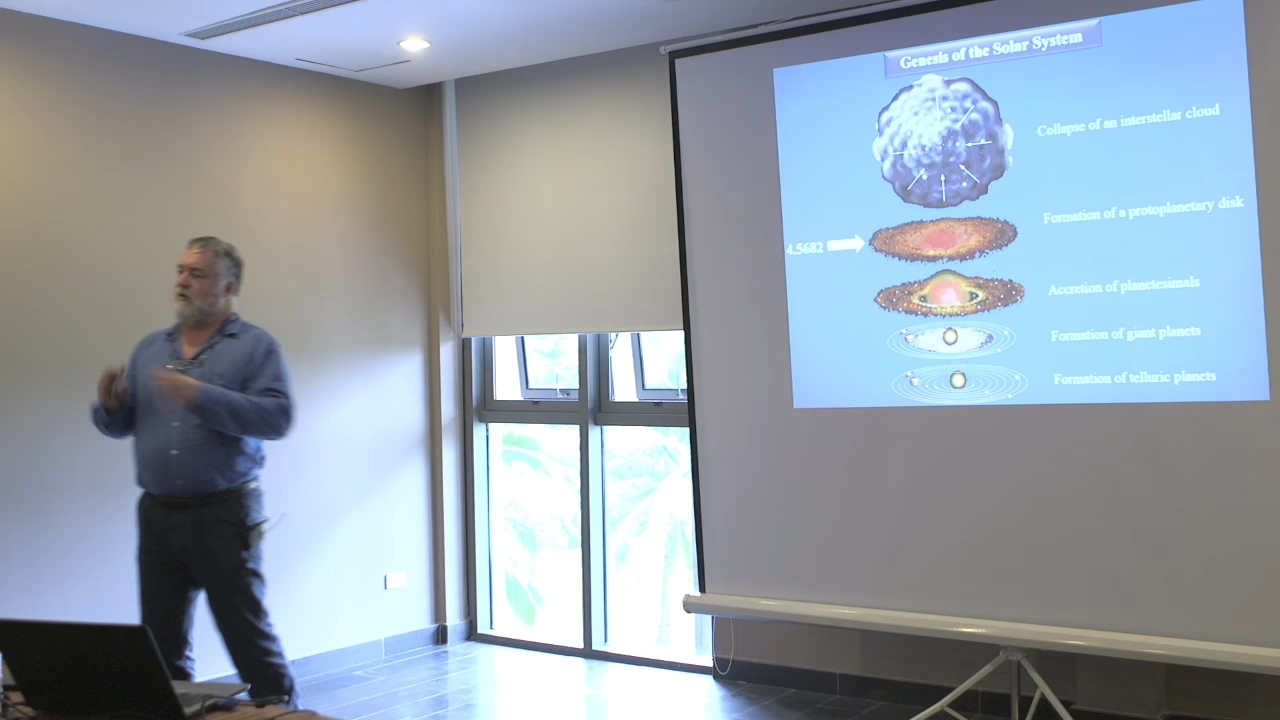 Genesis of the Solar System
Collapse of an interstellar cloud
Formation of a protoplanetary disk
4.5682
Accretion of planetesimals
Formation of giant planets
Formation of telluric planets